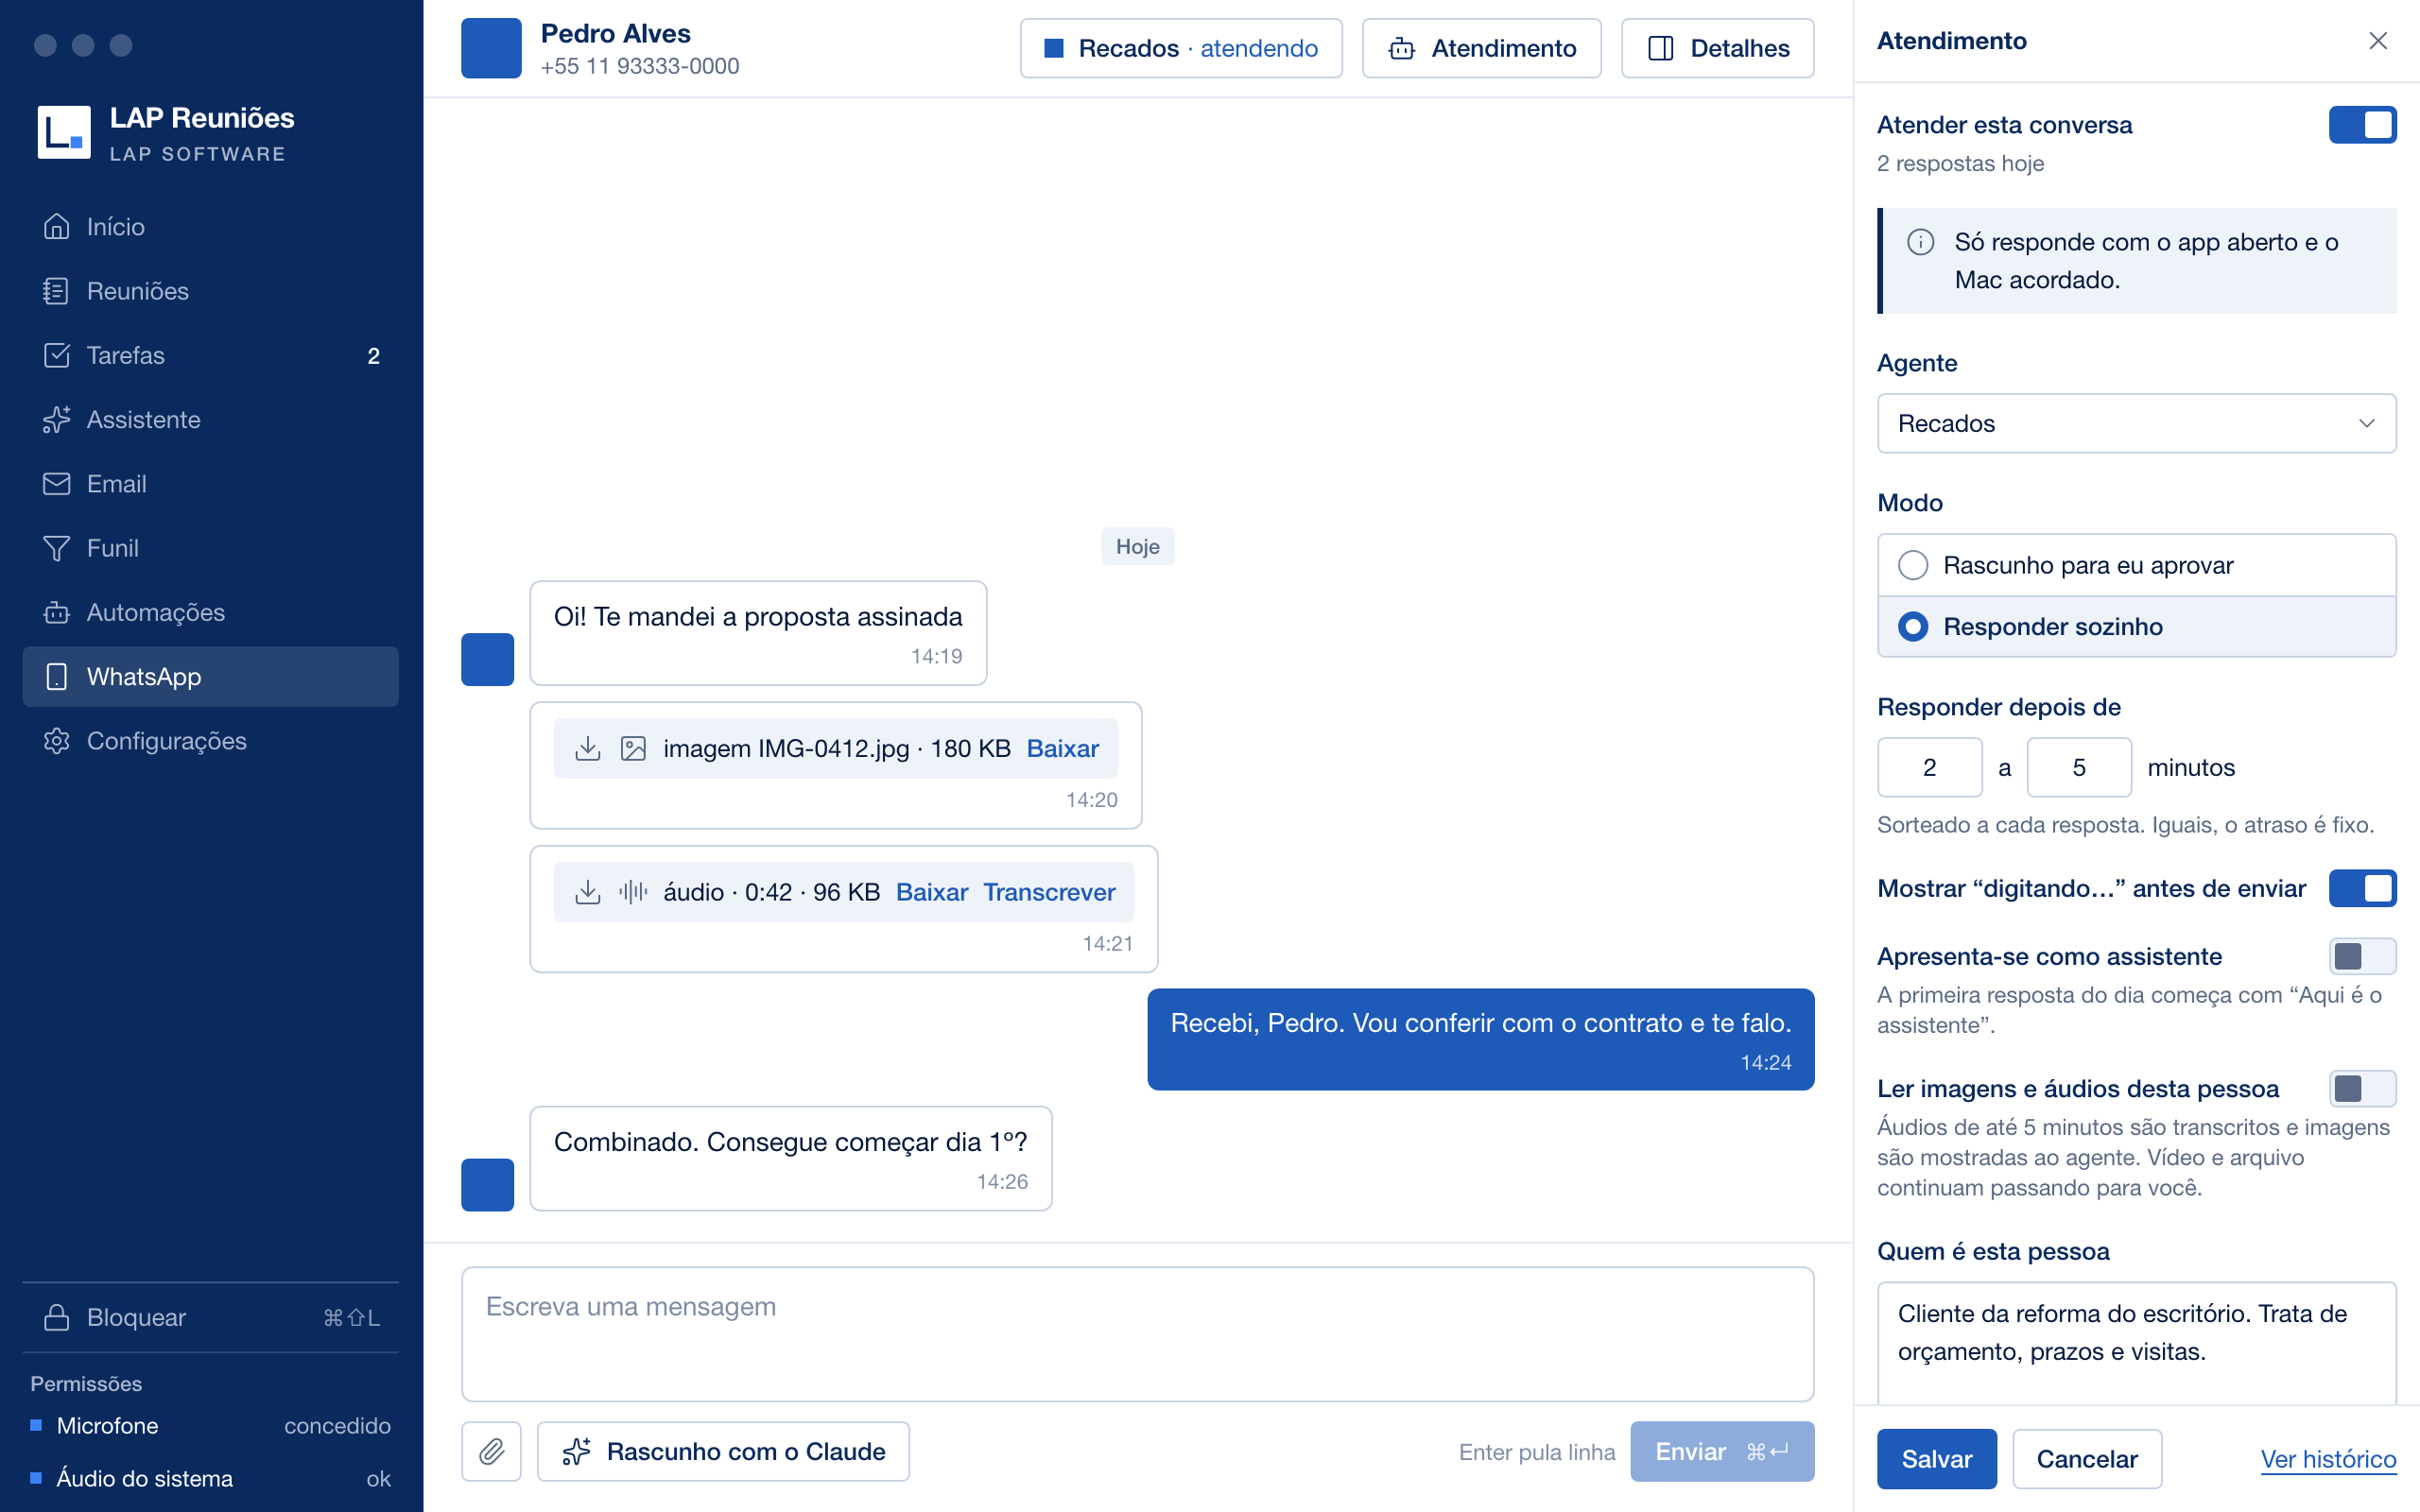 LAP Reuniões
LAP SOFTWARE
Início
Reuniões
Tarefas 2
Assistente
Email
Funil
Automações
WhatsApp
Configurações
Bloquear ⌘⇧L
Permissões
Microfone concedido
Áudio do sistema ok
Pedro Alves
+55 11 93333-0000
Recados · atendendo
Atendimento
Detalhes
Hoje
Oi! Te mandei a proposta assinada
14:19
imagem IMG-0412.jpg · 180 KB Baixar
14:20
áudio · 0:42 · 96 KB Baixar Transcrever
14:21
Recebi, Pedro. Vou conferir com o contrato e te falo.
14:24
Combinado. Consegue começar dia 1º?
14:26
Escreva uma mensagem
Rascunho com o Claude
Enter pula linha
Enviar ⌘↵
Atendimento
Atender esta conversa
2 respostas hoje
Só responde com o app aberto e o
Mac acordado.
Agente
Recados
Modo
Rascunho para eu aprovar
Responder sozinho
Responder depois de
2 a 5 minutos
Sorteado a cada resposta. Iguais, o atraso é fixo.
Mostrar “digitando...” antes de enviar
Apresenta-se como assistente
A primeira resposta do dia começa com “Aqui é o
assistente”.
Ler imagens e áudios desta pessoa
Áudios de até 5 minutos são transcritos e imagens
são mostradas ao agente. Vídeo e arquivo
continuam passando para você.
Quem é esta pessoa
Cliente da reforma do escritório. Trata de
orçamento, prazos e visitas.
Salvar
Cancelar
Ver histórico